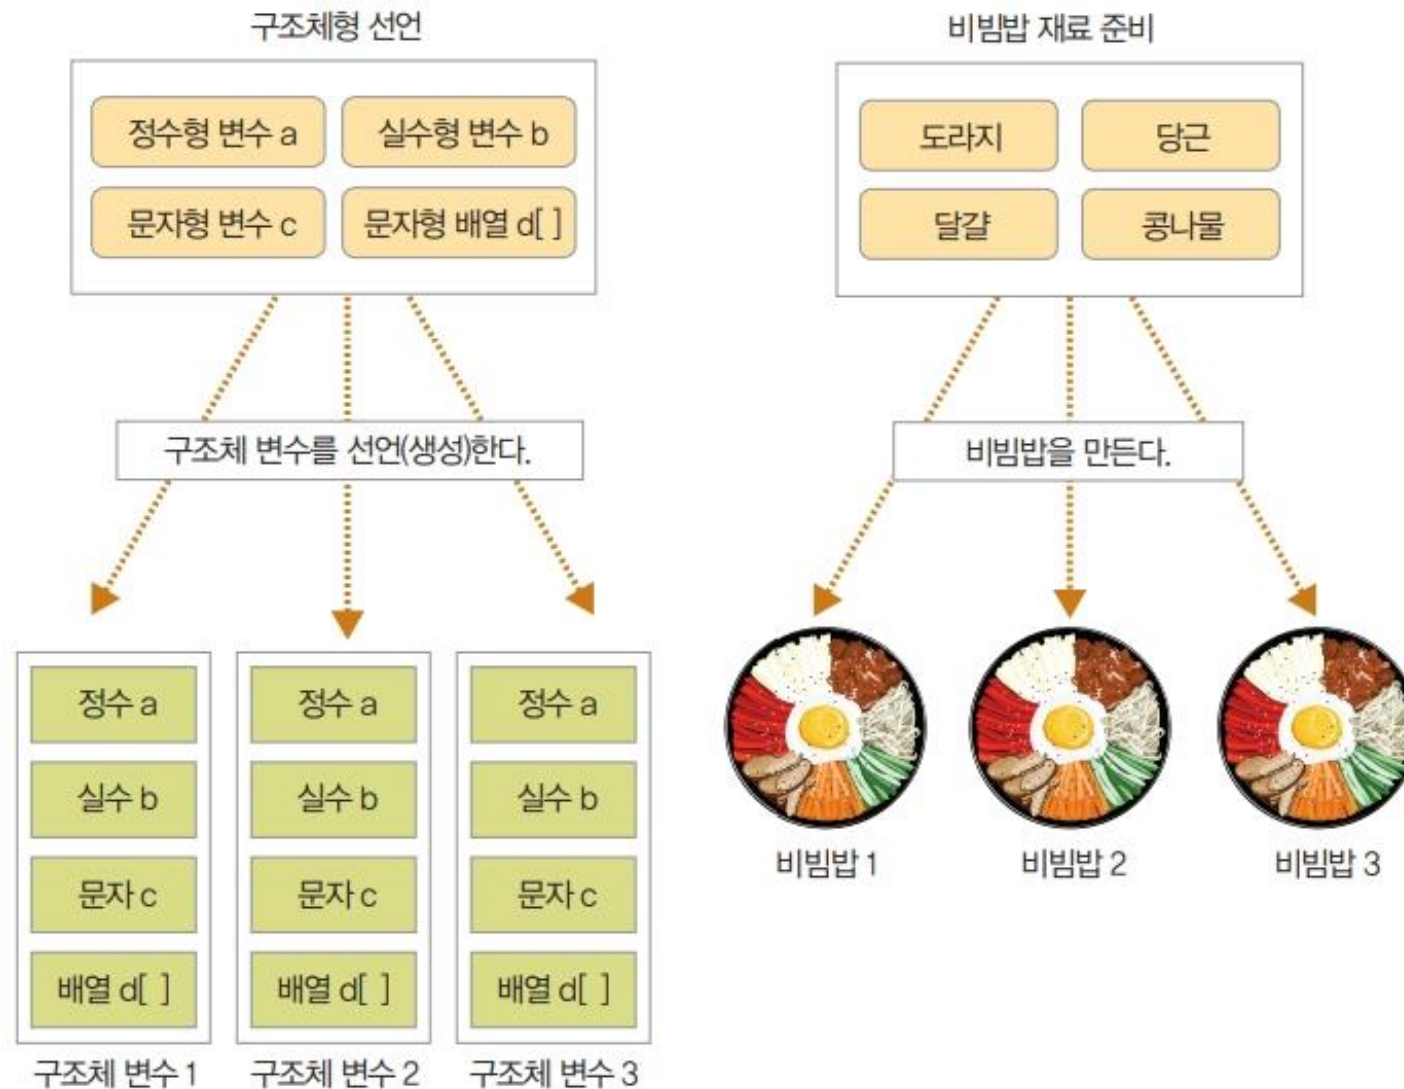 구조체형 선언
정수형 변수 a
실수형 변수 b
문자형 변수 c
문자형 배열 d[ ]
구조체 변수를 선언(생성)한다.
정수 a
실수 b
문자 c
배열 d[ ]
구조체 변수 1
정수 a
실수 b
문자 c
배열 d[ ]
구조체 변수 2
정수 a
실수 b
문자 c
배열 d[ ]
구조체 변수 3
비빔밥 재료 준비
도라지
당근
달걀
콩나물
비빔밥을 만든다.
비빔밥 1
비빔밥 2
비빔밥 3